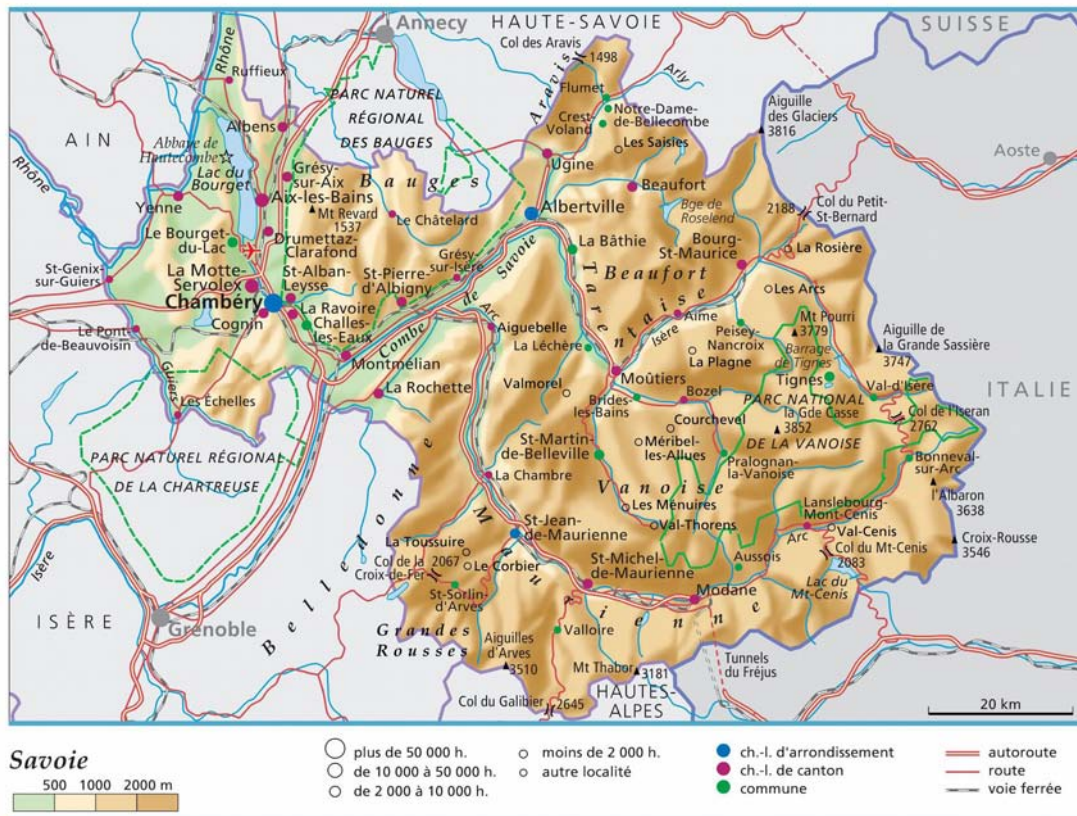 Annecy
HAUTE-SAVOIE
SUISSE
Col des Aravis
1498
Rhône
Ruffieux
Aravis
Arly
Flumet
PARC NATUREL
RÉGIONAL
DES BAUGES
Notre-Dame-
de-Bellecombe
Crest-
Voland
Les Saisies
Aiguille
des Glaciers
3816
AIN
Albens
Abbaye de
Hautecombe
Lac du
Bourget
Ugine
Aoste
Rhône
Grésy-
sur-Aix
Bauges
Beaufort
Yenne
Aix-les-Bains
Mt Revard
1537
Le Châtelard
Albertville
Bge de
Roselend
2188
Col du Petit-
St-Bernard
Le Bourget-
du-Lac
Drumettaz-
Clarafond
Grésy-
sur-Isère
La Bâthie
Bourg-
St-Maurice
La Rosière
St-Genix-
sur-Guiers
La Motte-
Servolex
St-Alban-
Leysse
St-Pierre-
d'Albigny
Combe de Savoie
Beaufort
Tarentaise
Les Arcs
Chambéry
La Ravoire
Cognin
Challes-
les-Eaux
Arc
Aiguebelle
Isère
Aime
Peisey-
Nancroix
Mt Pourri
3779
Aiguille de
la Grande Sassière
3747
Le Pont-
de-Beauvoisin
Montmélian
La Léchère
La Plagne
Barrage
de Tignes
Guiers
La Rochette
Valmorel
Moûtiers
Tignes
Val-d'Isère
ITALIE
Les Échelles
Brides-
les-Bains
Bozel
PARC NATIONAL
la Gde Casse
3852
DE LA VANOISE
Col de l'Iseran
2762
Courchevel
PARC NATUREL RÉGIONAL
DE LA CHARTREUSE
St-Martin-
de-Belleville
Méribel-
les-Allues
Pralognan-
la-Vanoise
Bonneval-
sur-Arc
La Chambre
Vanoise
l'Albaron
3638
Les Ménuires
Lanslebourg-
Mont-Cenis
Belledonne
Maurienne
St-Jean-
de-Maurienne
Val-Thorens
Arc
Val-Cenis
Croix-Rousse
3546
Isère
La Toussuire
Col de la
Croix-de-Fer
2067
Le Corbier
St-Michel-
de-Maurienne
Aussois
Col du Mt-Cenis
2083
St-Sorlin-
d'Arves
Modane
Lac du
Mt-Cenis
ISÈRE
Grenoble
Grandes
Rousses
Aiguilles
d'Arves
3510
Valloire
Mt Thabor
3181
Tunnels
du Fréjus
Col du Galibier
2645
HAUTES-
ALPES
20 km
Savoie
500 1000 2000 m
plus de 50 000 h.
de 10 000 à 50 000 h.
de 2 000 à 10 000 h.
moins de 2 000 h.
autre localité
ch.-l. d'arrondissement
ch.-l. de canton
commune
autoroute
route
voie ferrée